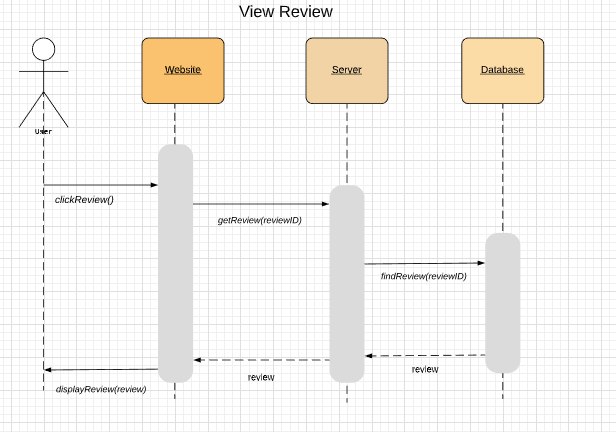 View Review
Website
Server
Database
User
clickReview()
getReview(reviewID)
findReview(reviewID)
review
review
displayReview(review)